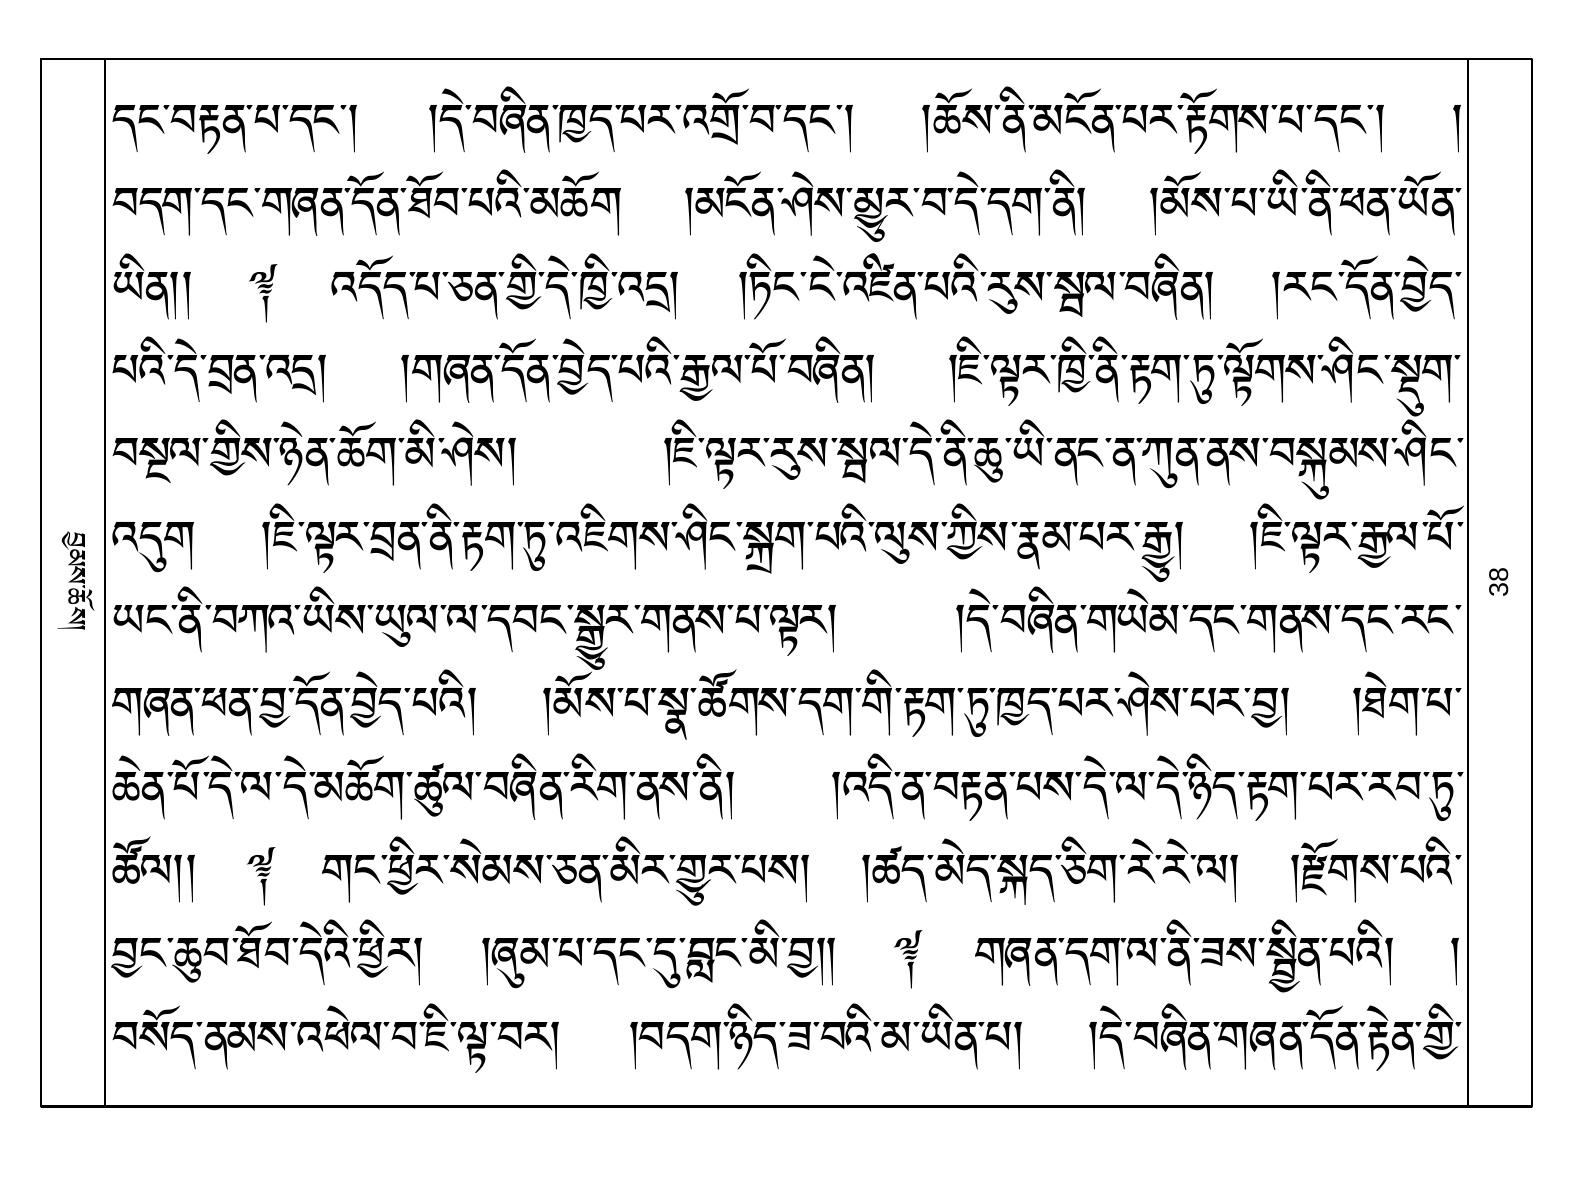 དང་བརྟན་པ་དང་། །དེ་བཞིན་ཁྱད་པར་འགྲོ་བ་དང་། །ཆོས་ནི་མངོན་པར་རྟོགས་པ་དང་། །
བདག་དང་གཞན་དོན་ཐོབ་པའི་མཆོག །མངོན་ཤེས་མྱུར་བ་དེ་དག་ནི། །མོས་པ་ཡི་ནི་ཕན་ཡོན་
ཡིན།། ༈ འདོད་པ་ཅན་གྱི་དེ་ཁྱི་འདྲ། །ཏིང་ངེ་འཛིན་པའི་རུས་སྦལ་བཞིན། །རང་དོན་བྱེད་
པའི་དེ་བྲན་འདྲ། །གཞན་དོན་བྱེད་པའི་རྒྱལ་པོ་བཞིན། །ཇི་ལྟར་ཁྱི་ནི་རྟག་ཏུ་ལྟོགས་ཤིང་སྡུག་
བསྔལ་གྱིས་ཉེན་ཆོག་མི་ཤེས། །ཇི་ལྟར་རུས་སྦལ་དེ་ནི་ཆུ་ཡི་ནང་ན་ཀུན་ནས་བསྐུམས་ཤིང་
འདུག །ཇི་ལྟར་བྲན་ནི་རྟག་ཏུ་འཇིགས་ཤིང་སྐྲག་པའི་ལུས་ཀྱིས་རྣམ་པར་རྒྱུ། །ཇི་ལྟར་རྒྱལ་པོ་
ཡང་ནི་བཀའ་ཡིས་ཡུལ་ལ་དབང་སྒྱུར་གནས་པ་ལྟར། །དེ་བཞིན་གཡེམ་དང་གནས་དང་རང་
གཞན་ཕན་བྱ་དོན་བྱེད་པའི། །མོས་པ་སྣ་ཚོགས་དག་གི་རྟག་ཏུ་ཁྱད་པར་ཤེས་པར་བྱ། །ཐེག་པ་
ཆེན་པོ་དེ་ལ་དེ་མཆོག་ཚུལ་བཞིན་རིག་ནས་ནི། །འདི་ན་བརྟན་པས་དེ་ལ་དེ་ཉིད་རྟག་པར་རབ་ཏུ་
ཚོལ།། ༈ གང་ཕྱིར་སེམས་ཅན་མིར་གྱུར་པས། །ཚད་མེད་སྐད་ཅིག་རེ་རེ་ལ། །རྫོགས་པའི་
བྱང་ཆུབ་ཐོབ་དེའི་ཕྱིར། །ཞུམ་པ་དང་དུ་བླང་མི་བྱ།། ༈ གཞན་དག་ལ་ནི་ཟས་སྦྱིན་པའི། །
བསོད་ནམས་འཕེལ་བ་ཇི་ལྟ་བར། །བདག་ཉིད་ཟ་བའི་མ་ཡིན་པ། །དེ་བཞིན་གཞན་དོན་རྟེན་གྱི་
བྱམས་ཆོས།
38